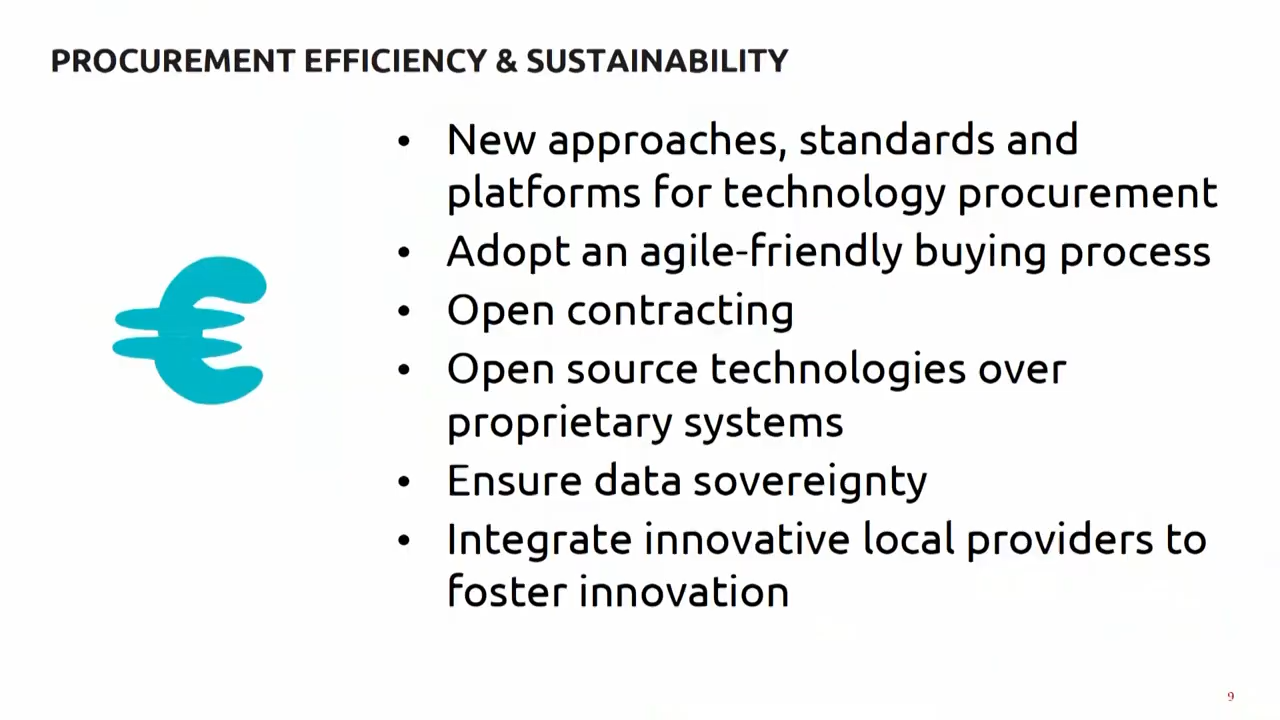 PROCUREMENT EFFICIENCY & SUSTAINABILITY
• New approaches, standards and
platforms for technology procurement
• Adopt an agile-friendly buying process
• Open contracting
• Open source technologies over
proprietary systems
• Ensure data sovereignty
• Integrate innovative local providers to
foster innovation
€
9